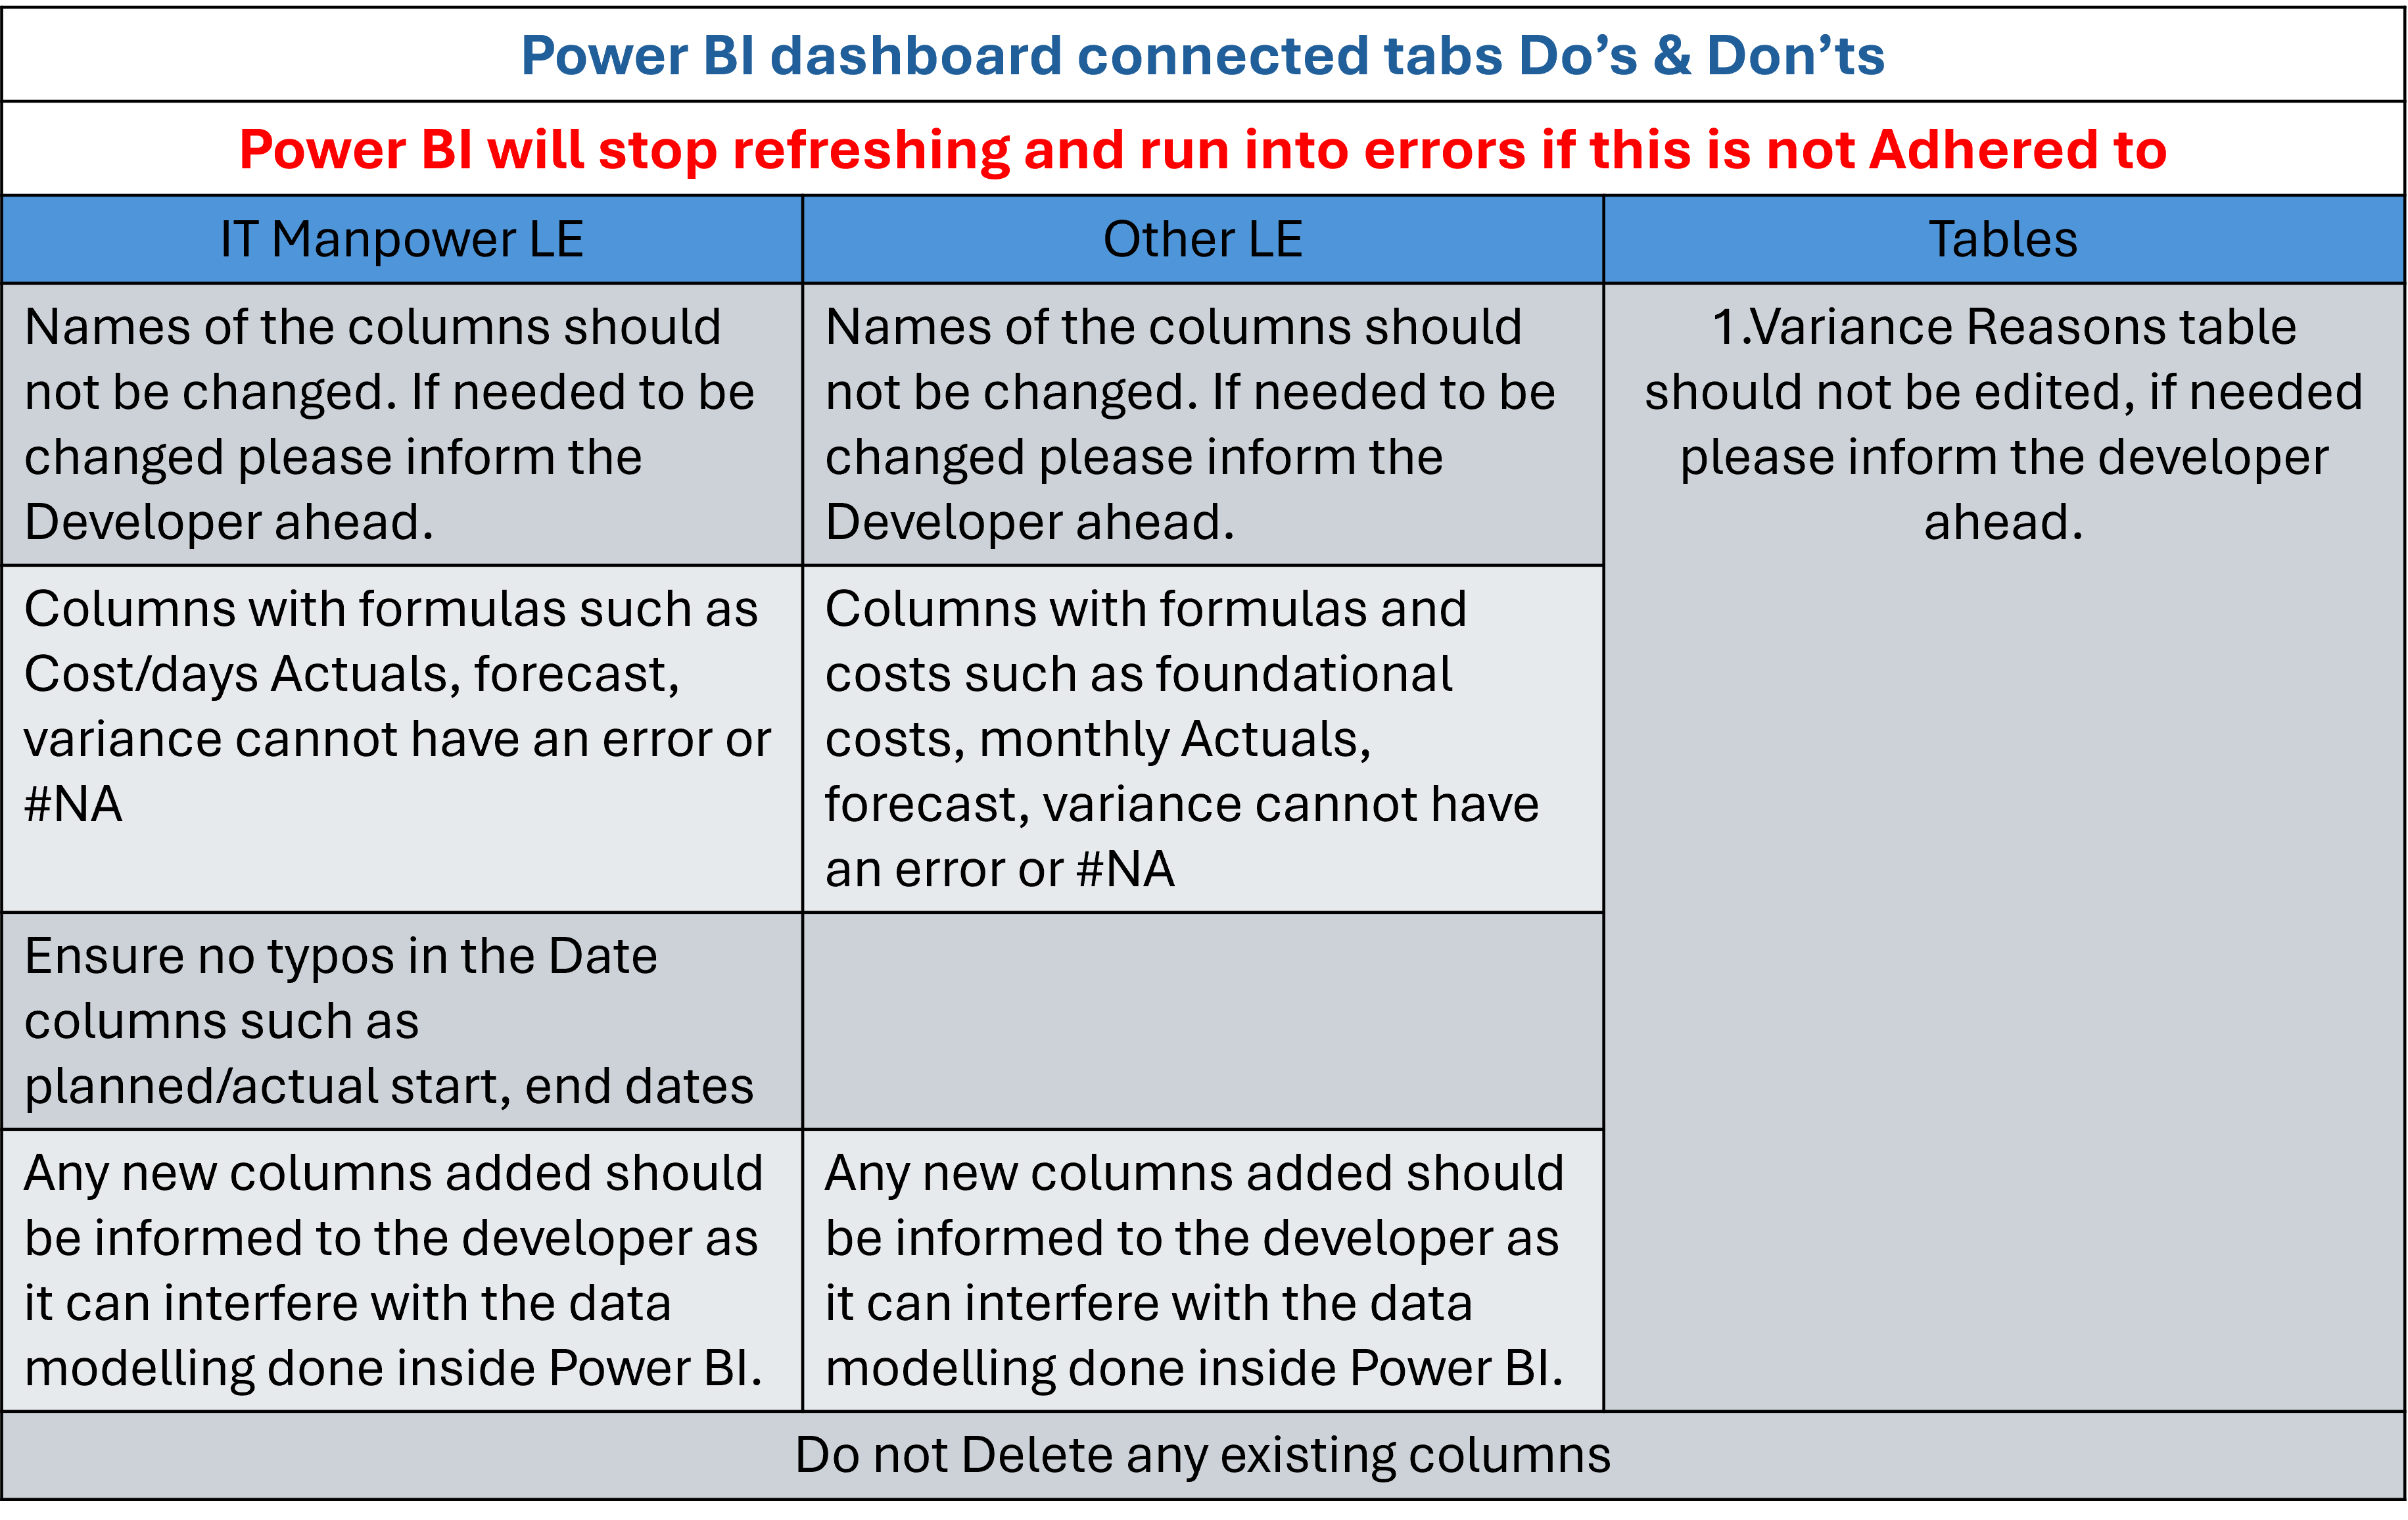 Power BI dashboard connected tabs Do’s & Don’ts
Power BI will stop refreshing and run into errors if this is not Adhered to
IT Manpower LE
Other LE
Tables
Names of the columns should
not be changed. If needed to be
changed please inform the
Developer ahead.
Names of the columns should
not be changed. If needed to be
changed please inform the
Developer ahead.
1.Variance Reasons table
should not be edited, if needed
please inform the developer
ahead.
Columns with formulas such as
Cost/days Actuals, forecast,
variance cannot have an error or
#NA
Columns with formulas and
costs such as foundational
costs, monthly Actuals,
forecast, variance cannot have
an error or #NA
Ensure no typos in the Date
columns such as
planned/actual start, end dates
Any new columns added should
be informed to the developer as
it can interfere with the data
modelling done inside Power BI.
Any new columns added should
be informed to the developer as
it can interfere with the data
modelling done inside Power BI.
Do not Delete any existing columns